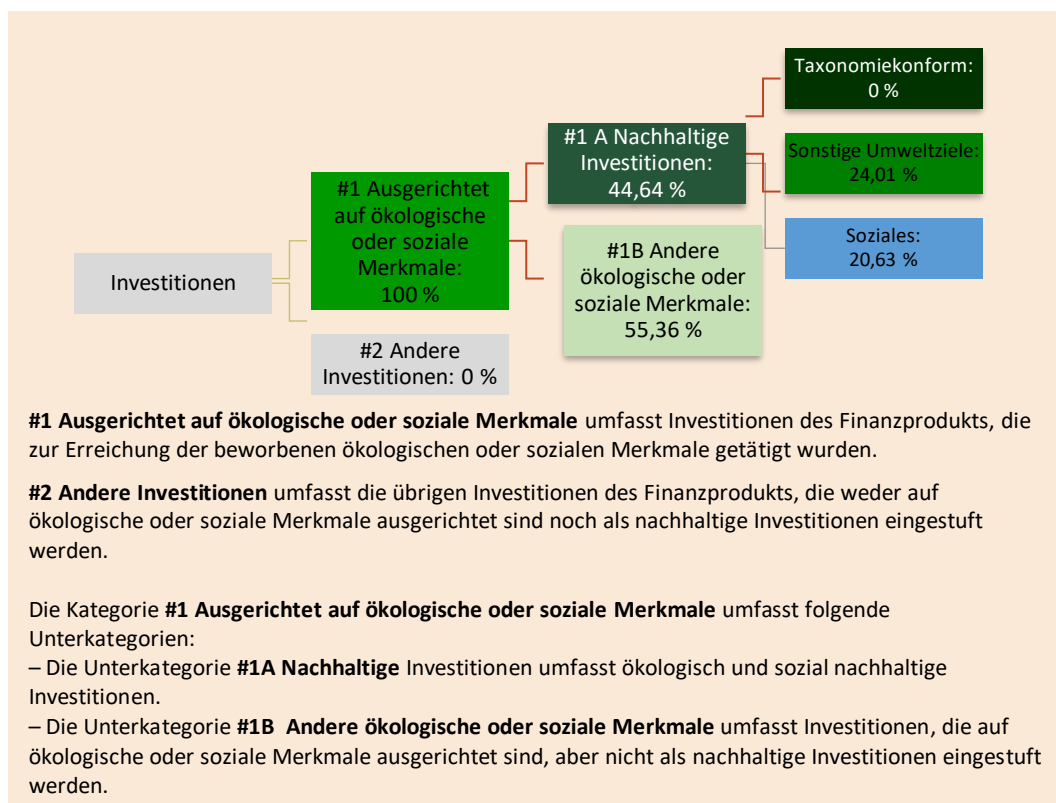 Investitionen
#1 Ausgerichtet
auf ökologische
oder soziale
Merkmale:
100 %
#2 Andere
Investitionen: 0 %
#1 A Nachhaltige
Investitionen:
44,64 %
#1B Andere
ökologische oder
soziale Merkmale:
55,36 %
Taxonomiekonform:
0 %
Sonstige Umweltziele:
24,01 %
Soziales:
20,63 %
#1 Ausgerichtet auf ökologische oder soziale Merkmale umfasst Investitionen des Finanzprodukts, die
zur Erreichung der beworbenen ökologischen oder sozialen Merkmale getätigt wurden.
#2 Andere Investitionen umfasst die übrigen Investitionen des Finanzprodukts, die weder auf
ökologische oder soziale Merkmale ausgerichtet sind noch als nachhaltige Investitionen eingestuft
werden.
Die Kategorie #1 Ausgerichtet auf ökologische oder soziale Merkmale umfasst folgende
Unterkategorien:
– Die Unterkategorie #1A Nachhaltige Investitionen umfasst ökologisch und sozial nachhaltige
Investitionen.
– Die Unterkategorie #1B  Andere ökologische oder soziale Merkmale umfasst Investitionen, die auf
ökologische oder soziale Merkmale ausgerichtet sind, aber nicht als nachhaltige Investitionen eingestuft
werden.